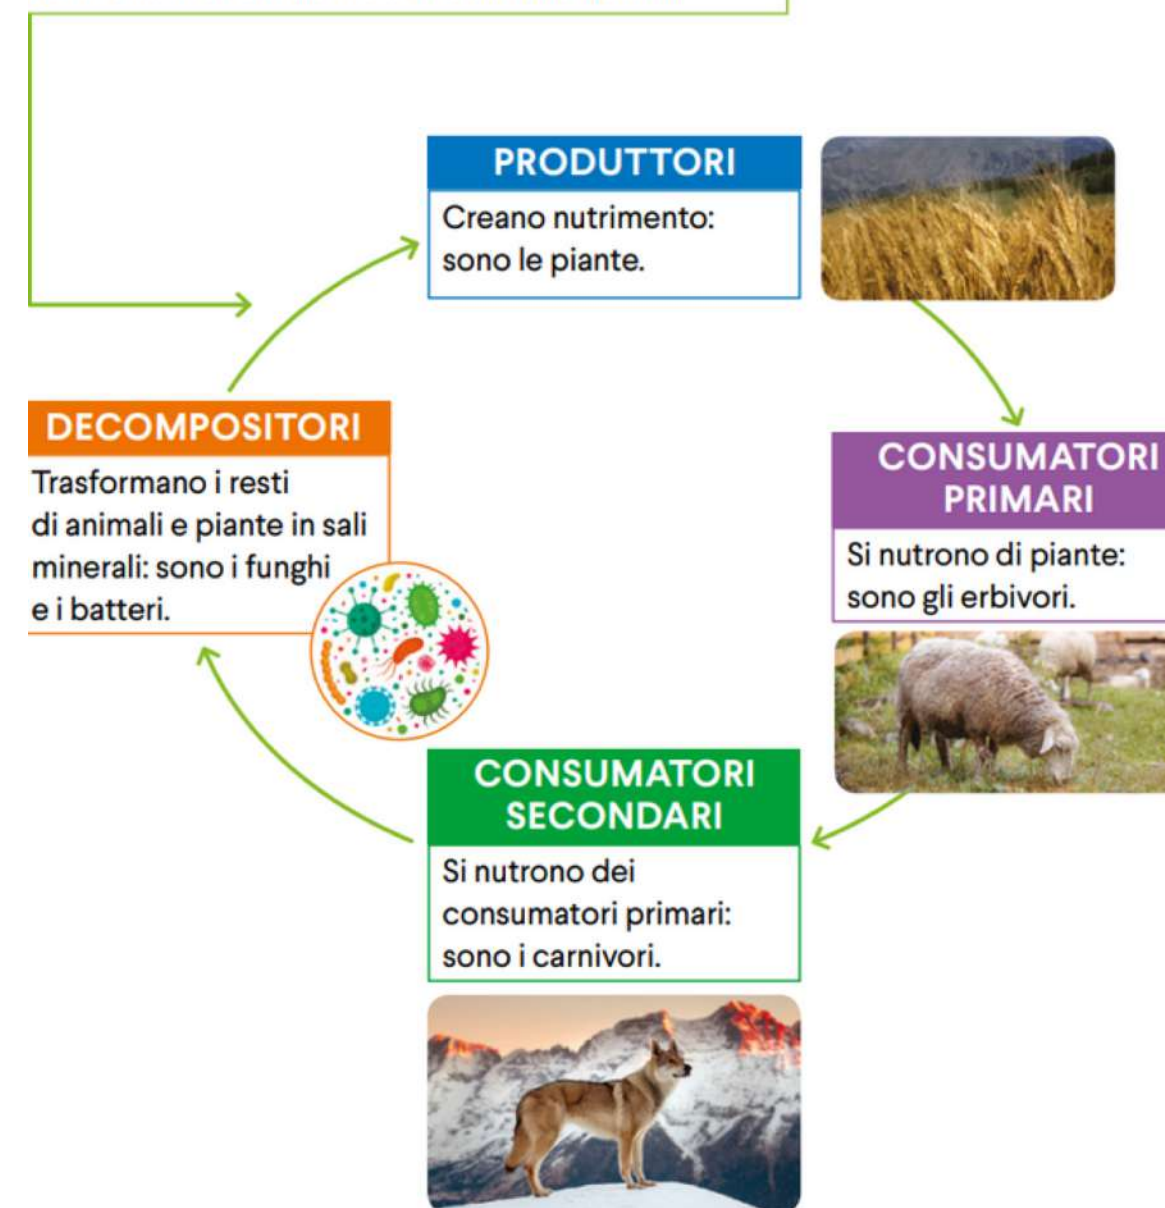 PRODUTTORI
Creano nutrimento:
sono le piante.
DECOMPOSITORI
Trasformano i resti
di animali e piante in sali
minerali: sono i funghi
e i batteri.
CONSUMATORI
PRIMARI
Si nutrono di piante:
sono gli erbivori.
CONSUMATORI
SECONDARI
Si nutrono dei
consumatori primari:
sono i carnivori.